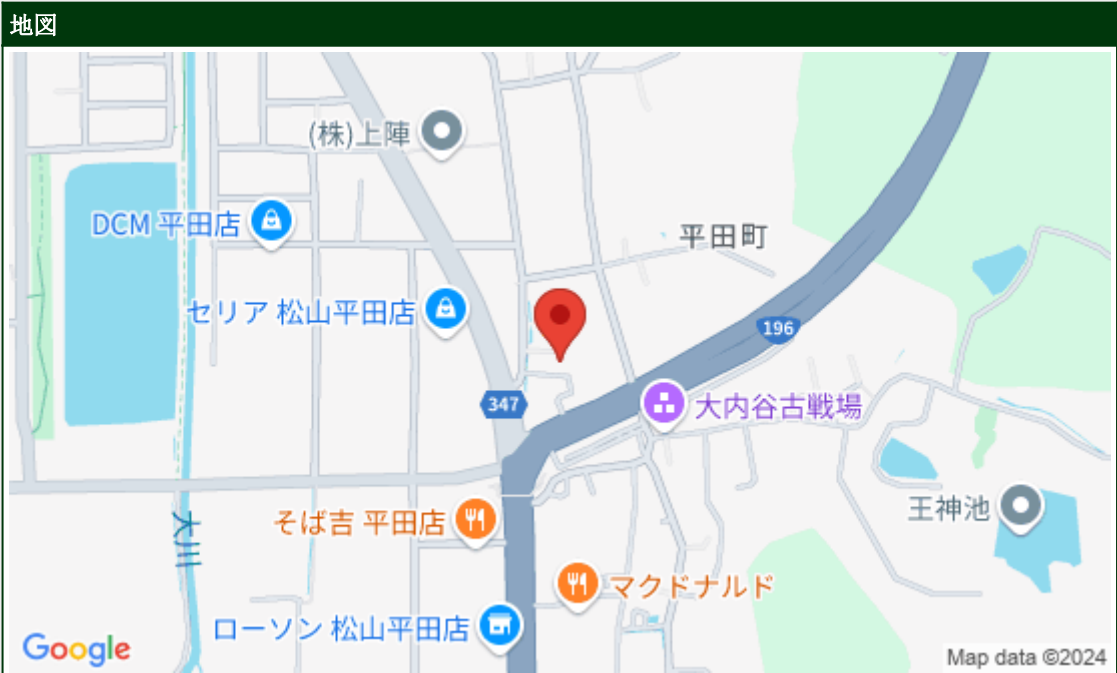 地図
(株)上陣
DCM 平田店
平田町
セリア 松山平田店
196
347
大内谷古戦場
王神池
そば吉 平田店
大川
マクドナルド
ローソン 松山平田店
Google
Map data ©2024